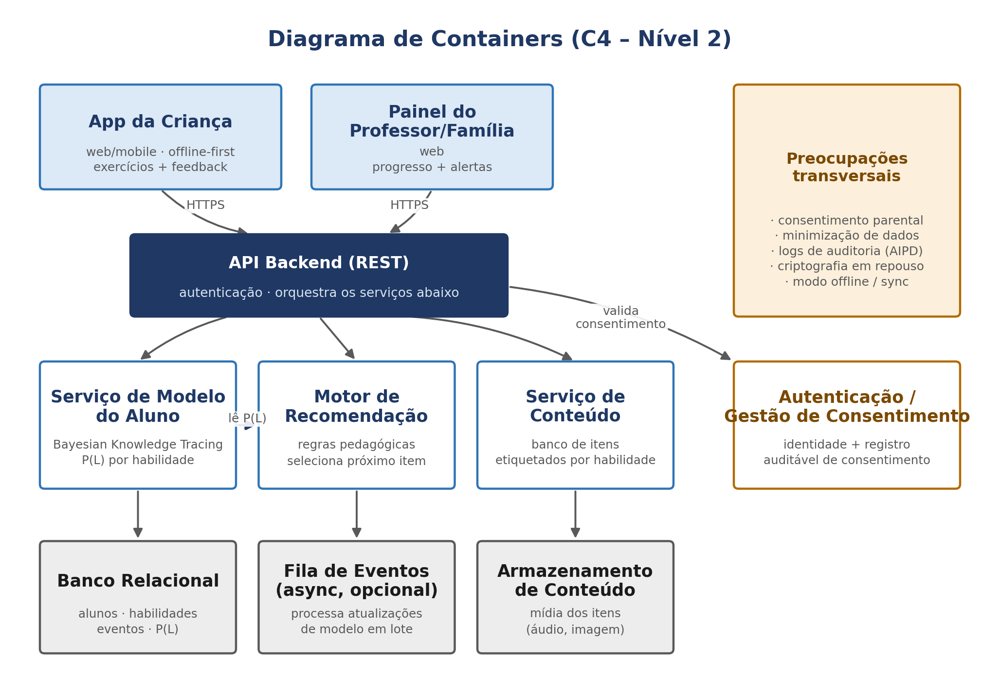 Diagrama de Containers (C4 – Nível 2)
App da Criança
web/mobile · offline-first
exercícios + feedback
Painel do
Professor/Família
web
progresso + alertas
Preocupações
transversais
· consentimento parental
· minimização de dados
· logs de auditoria (AIPD)
· criptografia em repouso
· modo offline / sync
HTTPS
HTTPS
API Backend (REST)
autenticação · orquestra os serviços abaixo
valida
consentimento
Serviço de Modelo
do Aluno
Bayesian Knowledge Tracing
P(L) por habilidade
lê P(L)
Motor de
Recomendação
regras pedagógicas
seleciona próximo item
Serviço de
Conteúdo
banco de itens
etiquetados por habilidade
Autenticação /
Gestão de Consentimento
identidade + registro
auditável de consentimento
Banco Relacional
alunos · habilidades
eventos · P(L)
Fila de Eventos
(async, opcional)
processa atualizações
de modelo em lote
Armazenamento
de Conteúdo
mídia dos itens
(áudio, imagem)